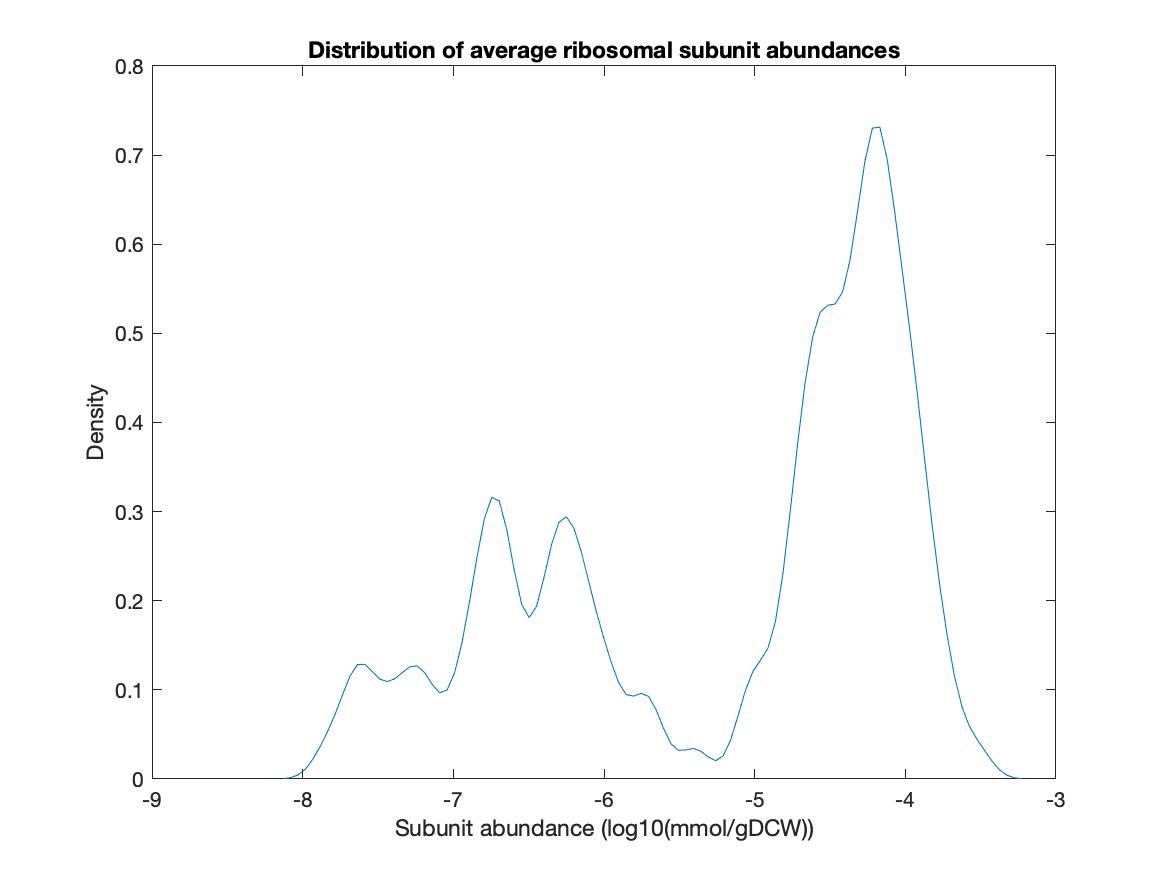 Distribution of average ribosomal subunit abundances
0.8
0.7
0.6
0.5
0.4
0.3
0.2
0.1
0
Density
-9 -8 -7 -6 -5 -4 -3
Subunit abundance (log10(mmol/gDCW))